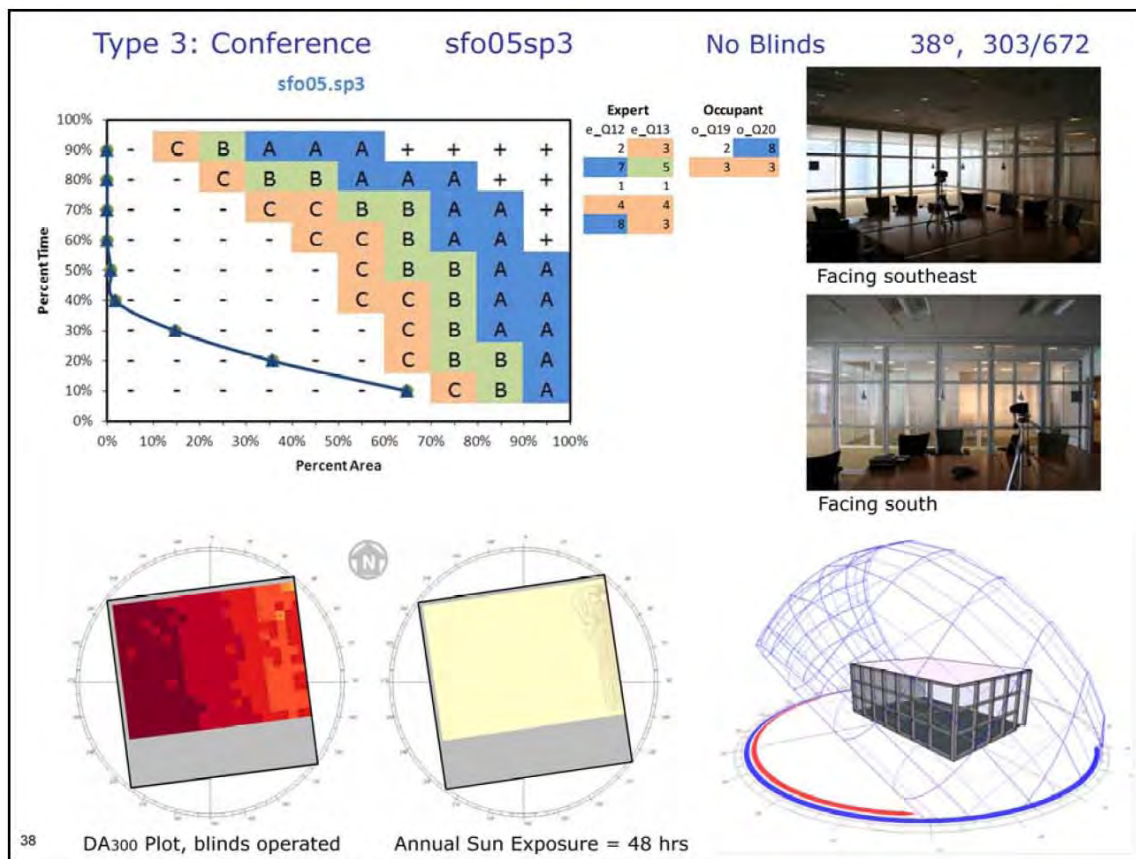 Type 3: Conference sfo05sp3 No Blinds 38°, 303/672
sfo05.sp3
100%
90% - C B A A A + + + +
80% - - C B B A A A + +
70% - - - C C B B A A +
60% - - - - C C B A A +
50% - - - - - C B B A A
40% - - - - - C C B A A
30% - - - - - - C B A A
20% - - - - - - C B B A
10% - - - - - - - C B A
0%
0% 10% 20% 30% 40% 50% 60% 70% 80% 90% 100%
Percent Time
Percent Area
Expert Occupant
e_Q12 e_Q13 o_Q19 o_Q20
2 3 2 8
7 5 3 3
1 1
4 4
8 3
Facing southeast
Facing south
N
38 DA300 Plot, blinds operated Annual Sun Exposure = 48 hrs